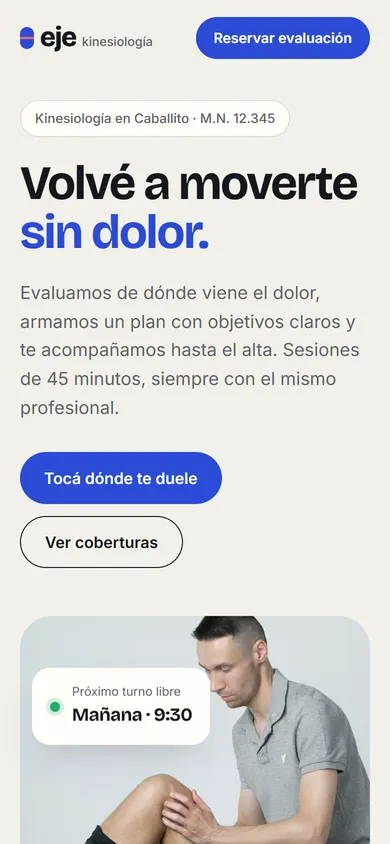 eje kinesiología
Reservar evaluación
Kinesiología en Caballito · M.N. 12.345
Volvé a moverte
sin dolor.
Evaluamos de dónde viene el dolor,
armamos un plan con objetivos claros y
te acompañamos hasta el alta. Sesiones
de 45 minutos, siempre con el mismo
profesional.
Tocá dónde te duele
Ver coberturas
Próximo turno libre
Mañana · 9:30